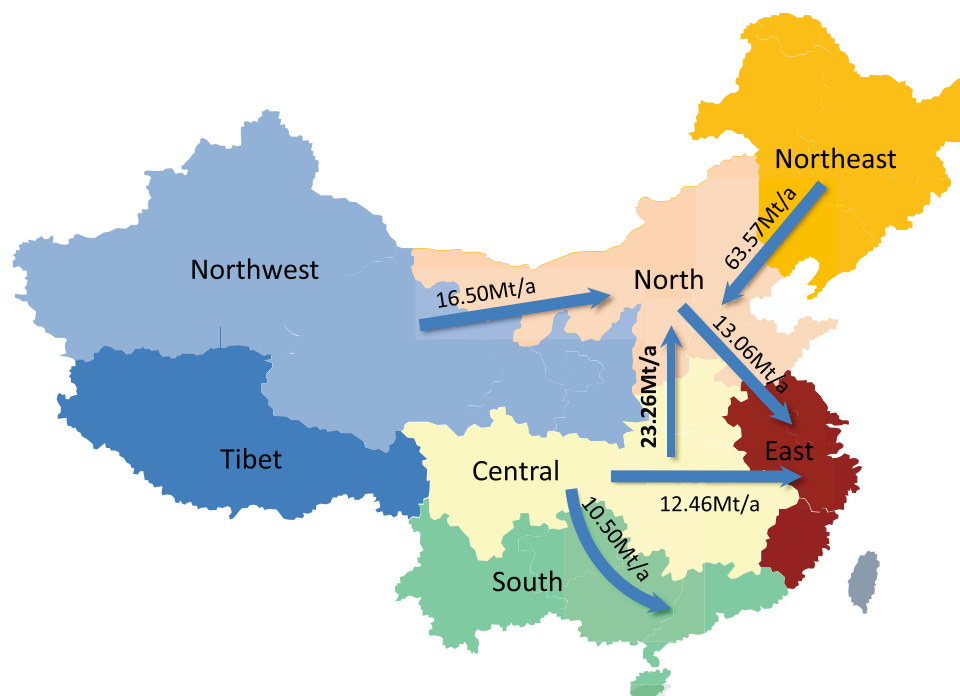 Northeast
63.57Mt/a
Northwest
North
16.50Mt/a
13.06Mt/a
23.26Mt/a
Tibet
Central
East
12.46Mt/a
10.50Mt/a
South